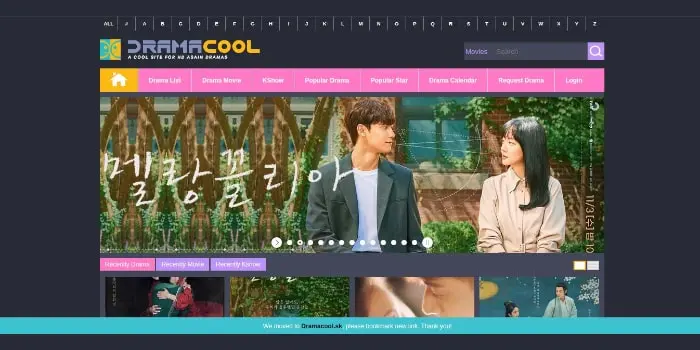 ALL # A B C D E F G H I J K L M N O P Q R S T U V W X Y Z
DRAMACOOL
A COOL SITE FOR HD ASAIN DRAMAS
Movies Search
Drama List Drama Movie KShow Popular Drama Popular Star Drama Calendar Request Drama Login
멜랑꼴리아
Recently Drama Recently Movie Recently Kshow
We moved to Dramacool.sk, please bookmark new link. Thank you!